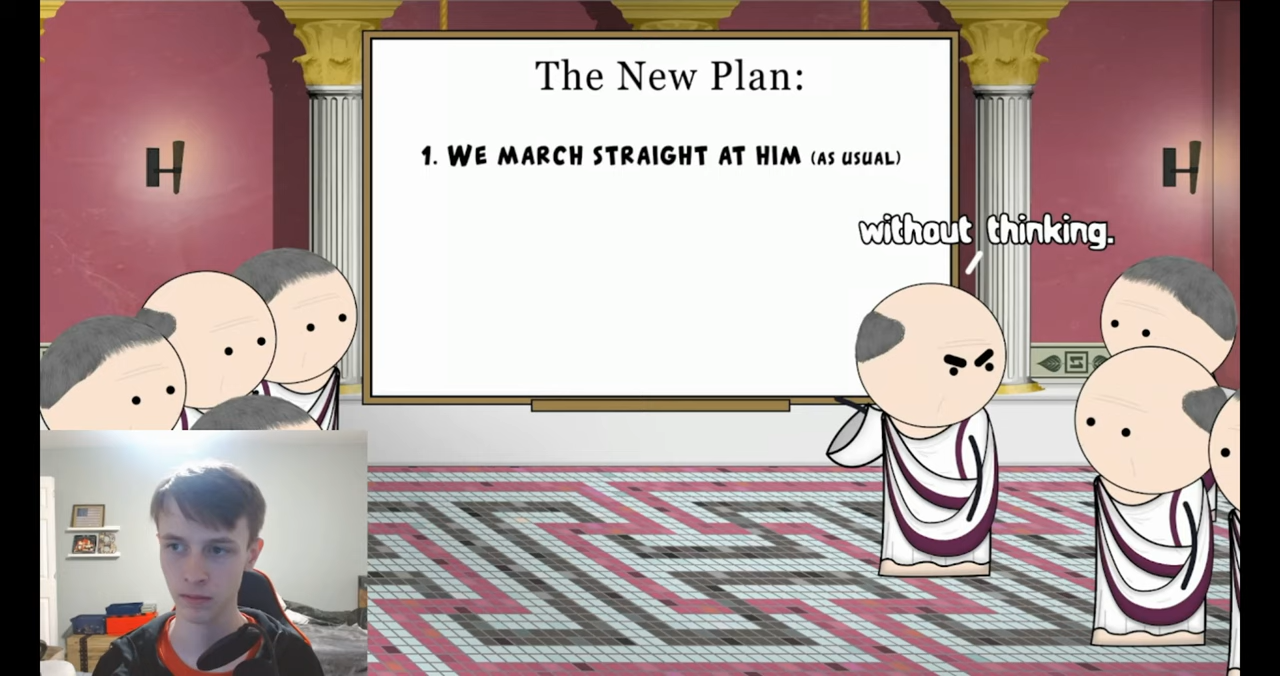 The New Plan:
1. WE MARCH STRAIGHT AT HIM (AS USUAL)
without thinking.